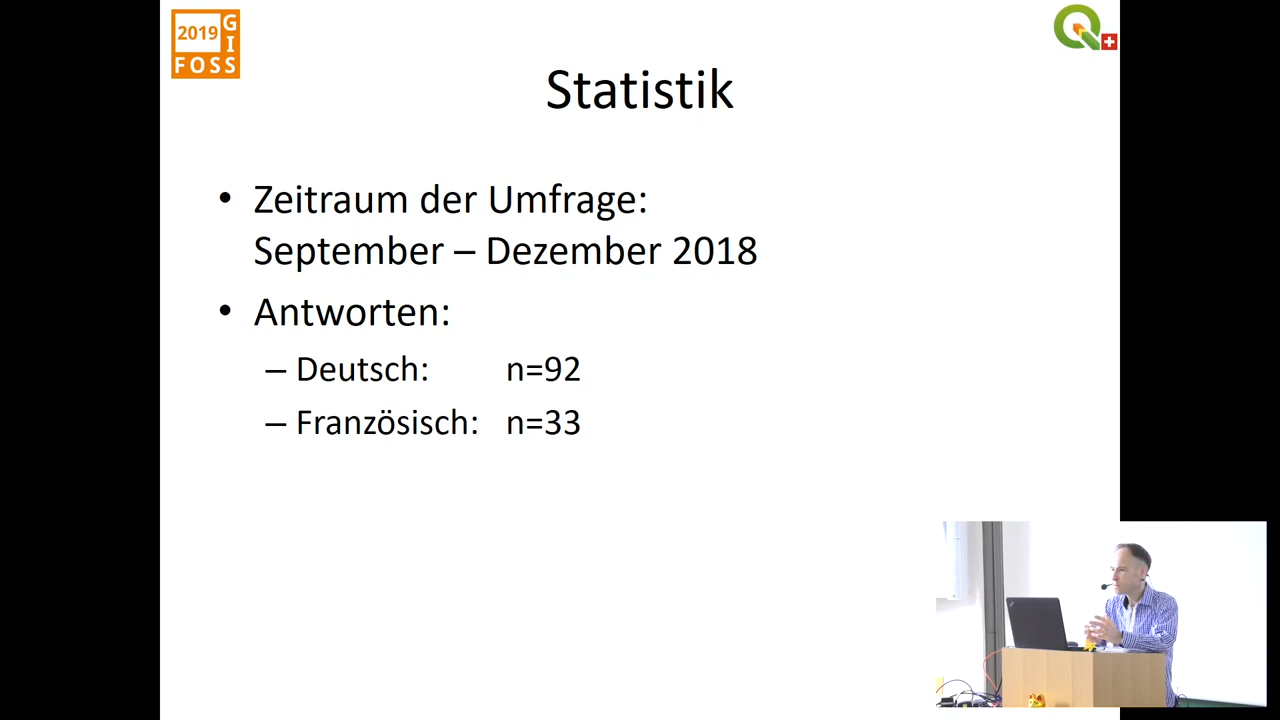 2019 G
I
FOSS
Statistik
• Zeitraum der Umfrage:
September – Dezember 2018
• Antworten:
– Deutsch: n=92
– Französisch: n=33